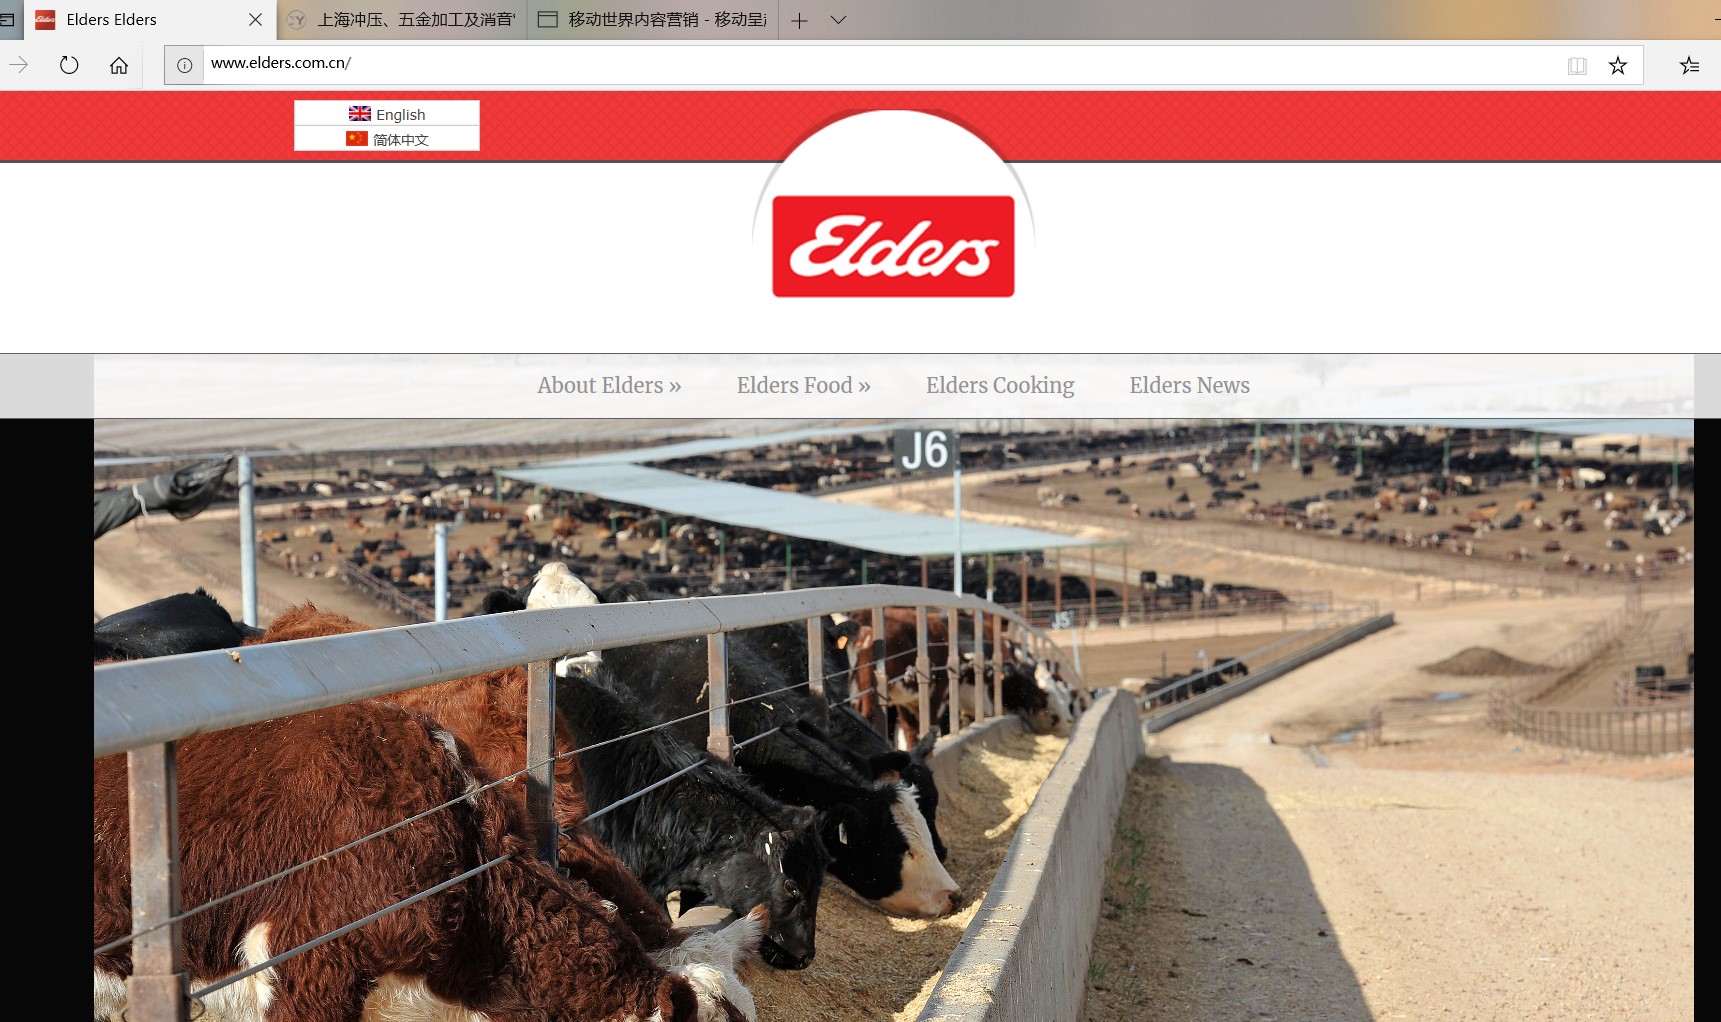 Elders Elders
上海冲压、五金加工及消音
移动世界内容营销 - 移动呈
www.elders.com.cn/
English
简体中文
Elders
About Elders »
Elders Food »
Elders Cooking
Elders News
J6
J5